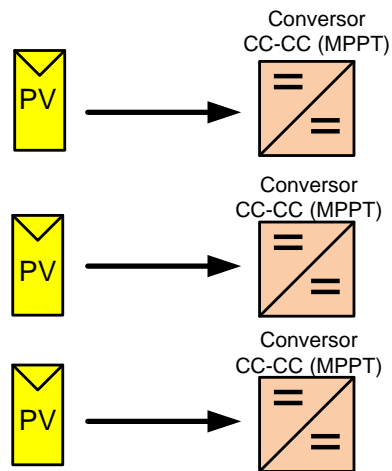 Conversor
CC-CC (MPPT)
PV
Conversor
CC-CC (MPPT)
PV
Conversor
CC-CC (MPPT)
PV